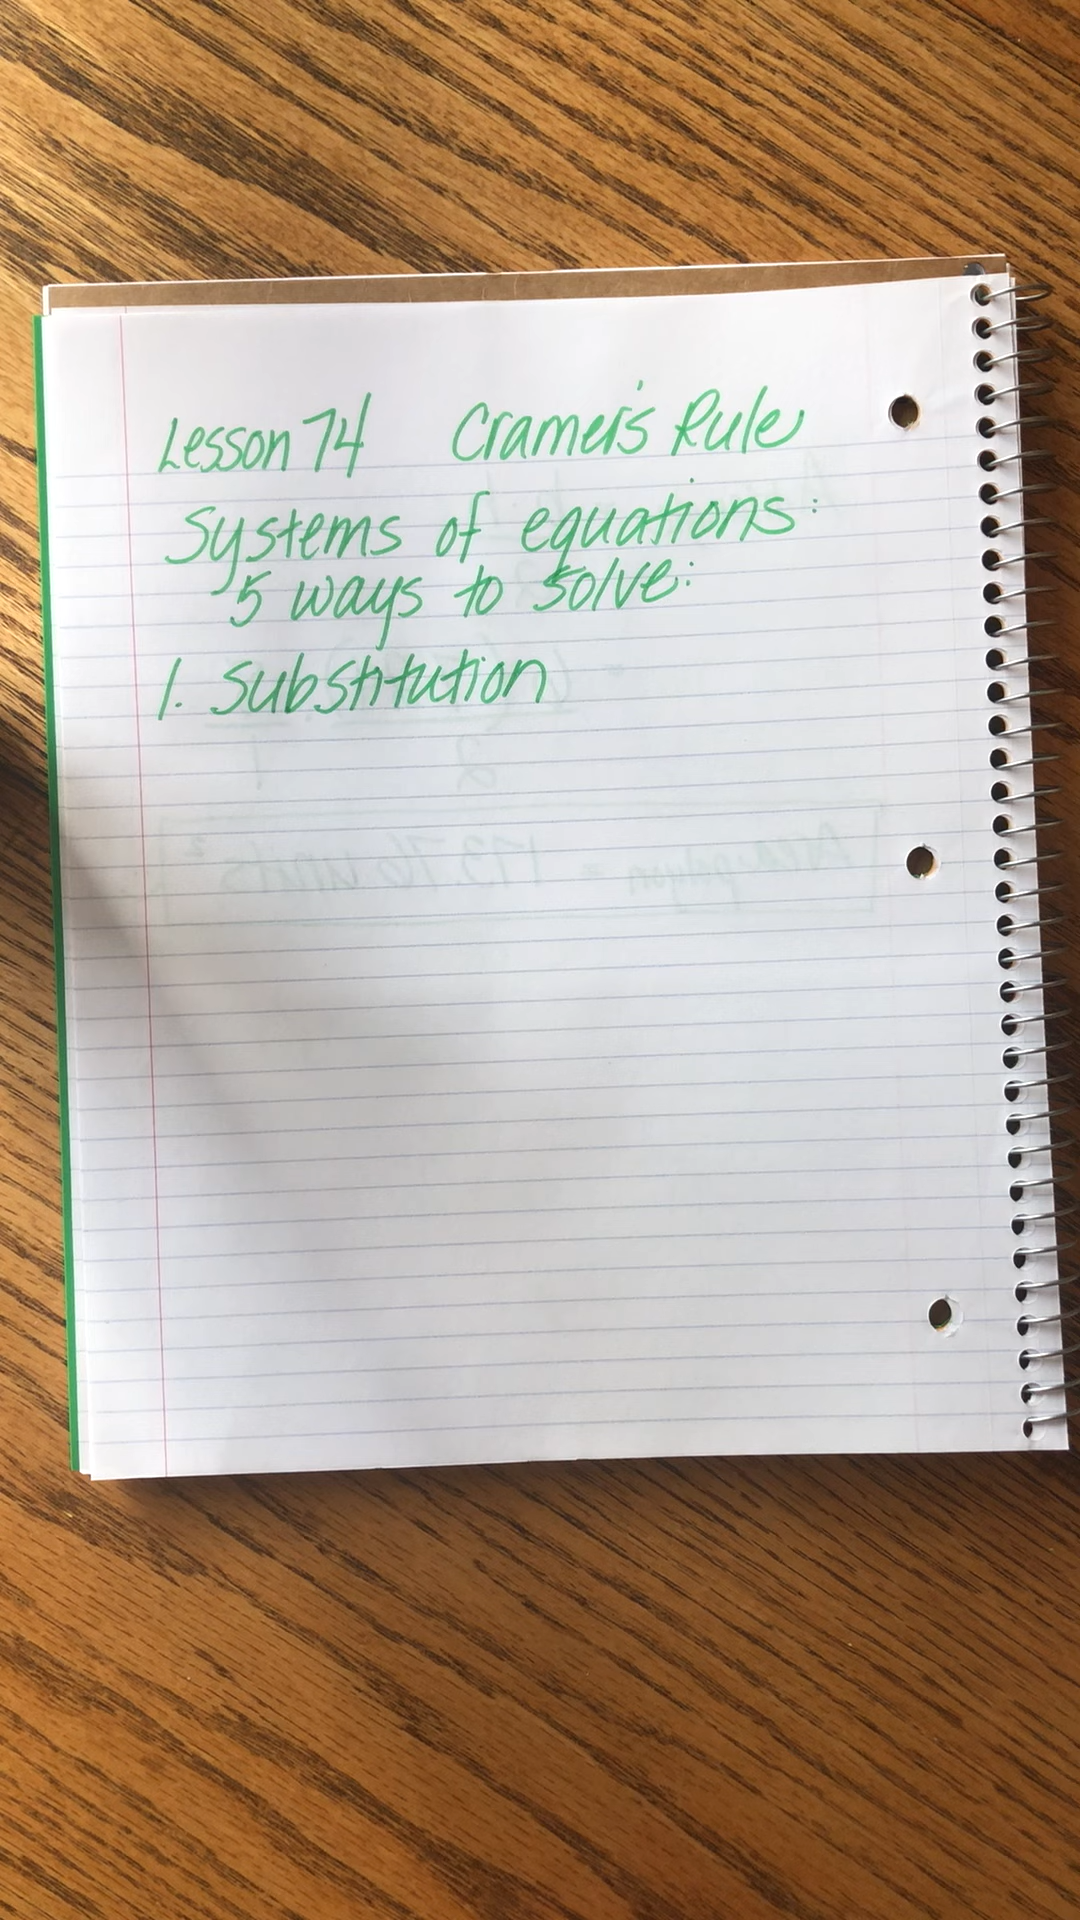 Lesson 74 Cramer's Rule
Systems of equations:
5 ways to solve:
1. Substitution